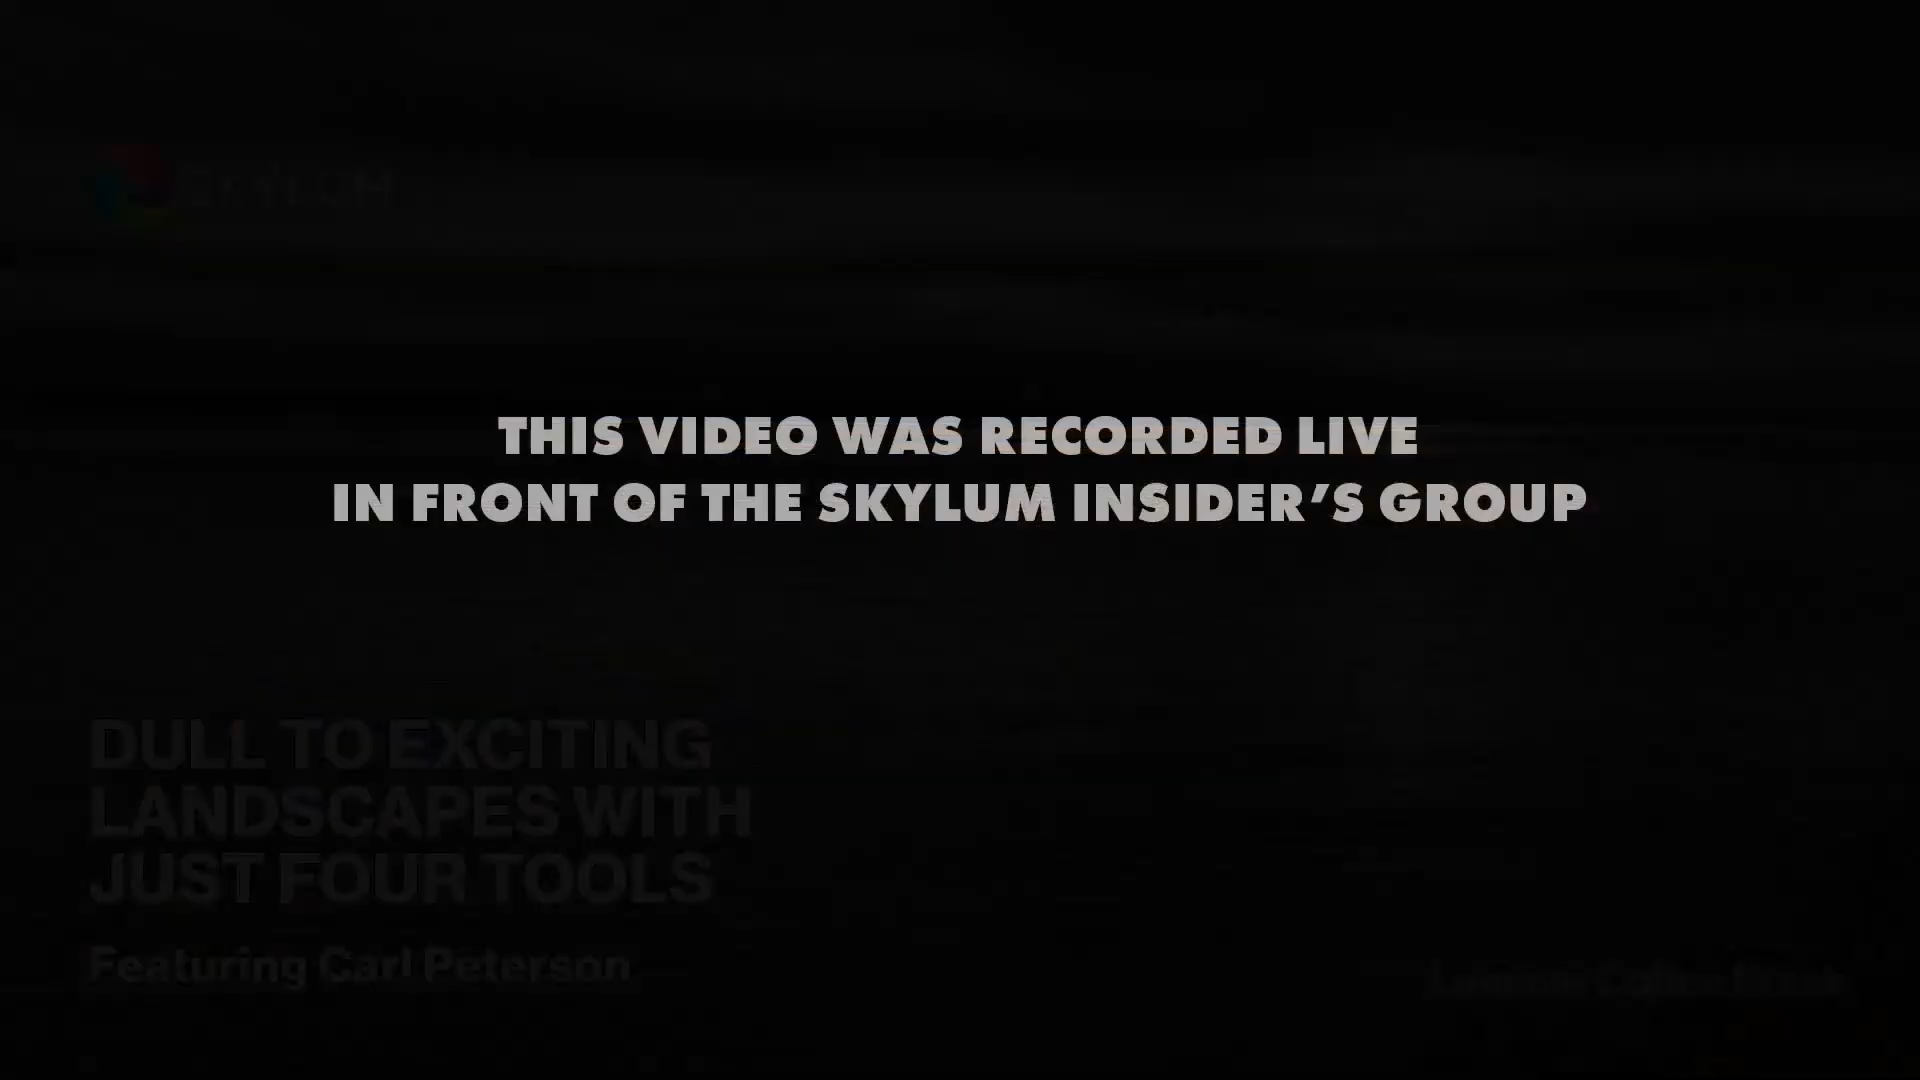 SKYLUM
THIS VIDEO WAS RECORDED LIVE
IN FRONT OF THE SKYLUM INSIDER’S GROUP
DULL TO EXCITING
LANDSCAPES WITH
JUST FOUR TOOLS
Featuring Carl Peterson